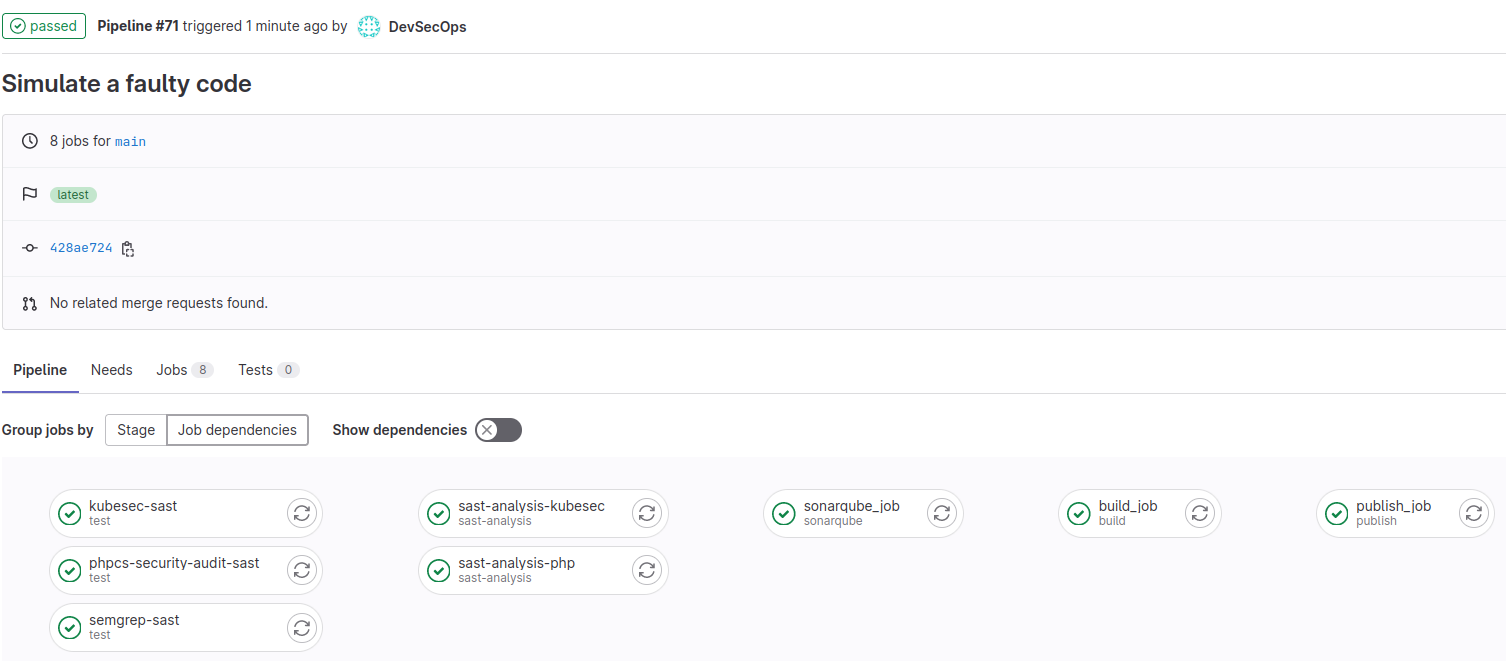 passed Pipeline #71 triggered 1 minute ago by DevSecOps
Simulate a faulty code
8 jobs for main
latest
428ae724
No related merge requests found.
Pipeline Needs Jobs 8 Tests 0
Group jobs by Stage Job dependencies Show dependencies
kubesec-sast
test
phpcs-security-audit-sast
test
semgrep-sast
test
sast-analysis-kubesec
sast-analysis
sast-analysis-php
sast-analysis
sonarqube_job
sonarqube
build_job
build
publish_job
publish